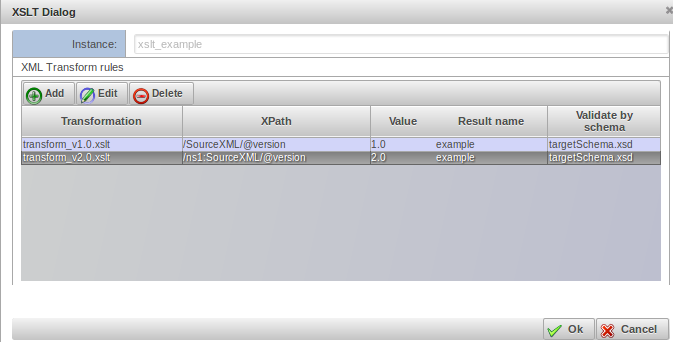 XSLT Dialog
Instance: xslt_example
XML Transform rules
Add Edit Delete
Transformation XPath Value Result name Validate by
schema
transform_v1.0.xslt /SourceXML/@version 1.0 example targetSchema.xsd
transform_v2.0.xslt /ns1:SourceXML/@version 2.0 example targetSchema.xsd
Ok Cancel